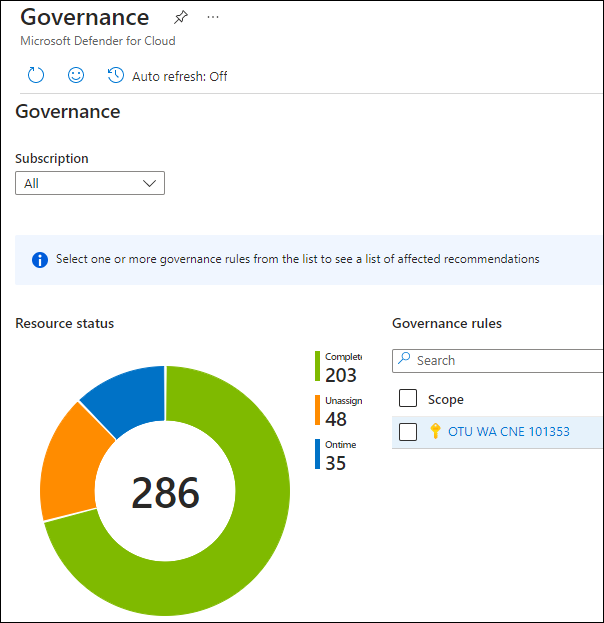 Governance
Microsoft Defender for Cloud
Auto refresh: Off
Governance
Subscription
All
Select one or more governance rules from the list to see a list of affected recommendations
Resource status
Governance rules
Complete
203
Search
Unassign
48
Scope
Ontime
35
OTU WA CNE 101353
286